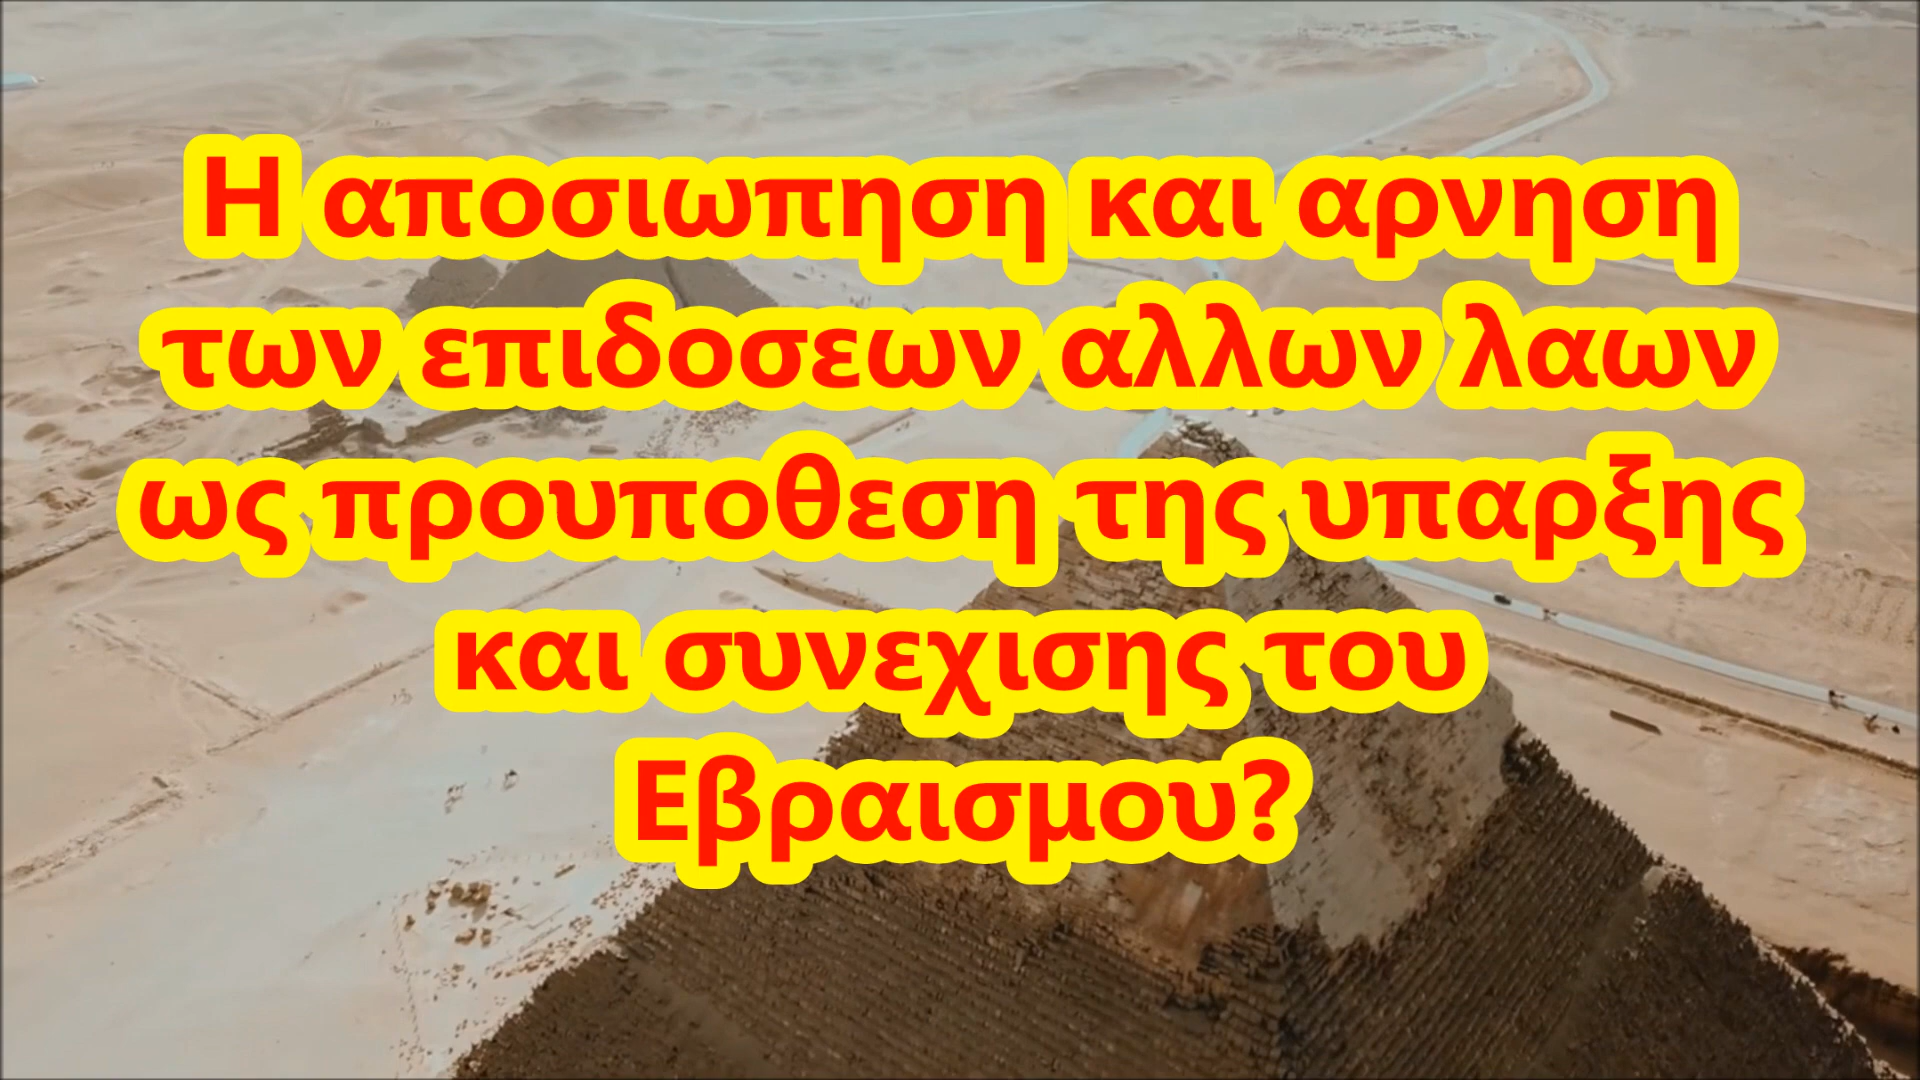 Η αποσιωπηση και αρνηση
των επιδοσεων αλλων λαων
ως προυποθεση της υπαρξης
και συνεχισης του
Εβραισμου?